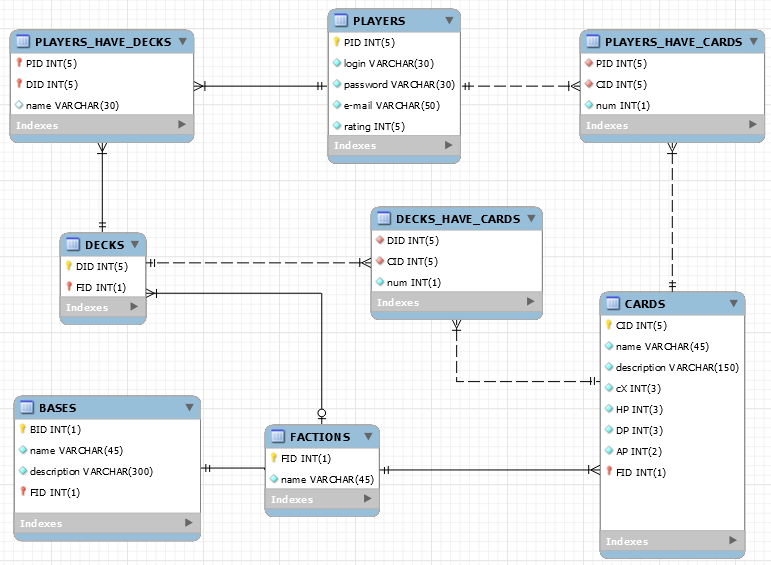 PLAYERS_HAVE_DECKS
PID INT(5)
DID INT(5)
name VARCHAR(30)
Indexes
PLAYERS
PID INT(5)
login VARCHAR(30)
password VARCHAR(30)
e-mail VARCHAR(50)
rating INT(5)
Indexes
PLAYERS_HAVE_CARDS
PID INT(5)
CID INT(5)
num INT(1)
Indexes
DECKS
DID INT(5)
FID INT(1)
Indexes
DECKS_HAVE_CARDS
DID INT(5)
CID INT(5)
num INT(1)
Indexes
CARDS
CID INT(5)
name VARCHAR(45)
description VARCHAR(150)
cX INT(3)
HP INT(3)
DP INT(3)
AP INT(2)
FID INT(1)
Indexes
BASES
BID INT(1)
name VARCHAR(45)
description VARCHAR(300)
FID INT(1)
Indexes
FACTIONS
FID INT(1)
name VARCHAR(45)
Indexes